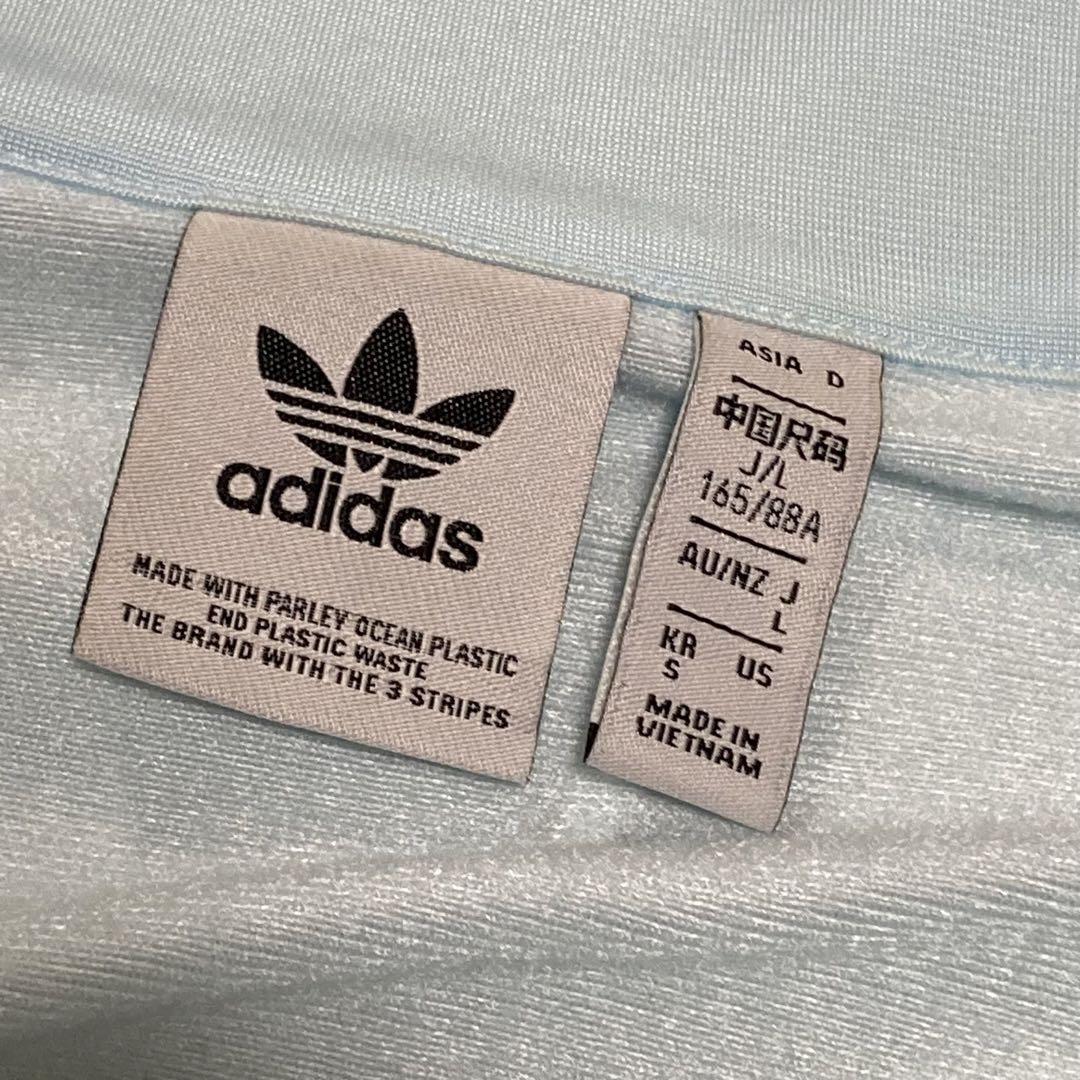 adidas
MADE WITH PARLEY OCEAN PLASTIC
END PLASTIC WASTE
THE BRAND WITH THE 3 STRIPES
ASIA D
中国尺码
J/L
165/88A
AU/NZ J
L
KR US
S
MADE IN
VIETNAM